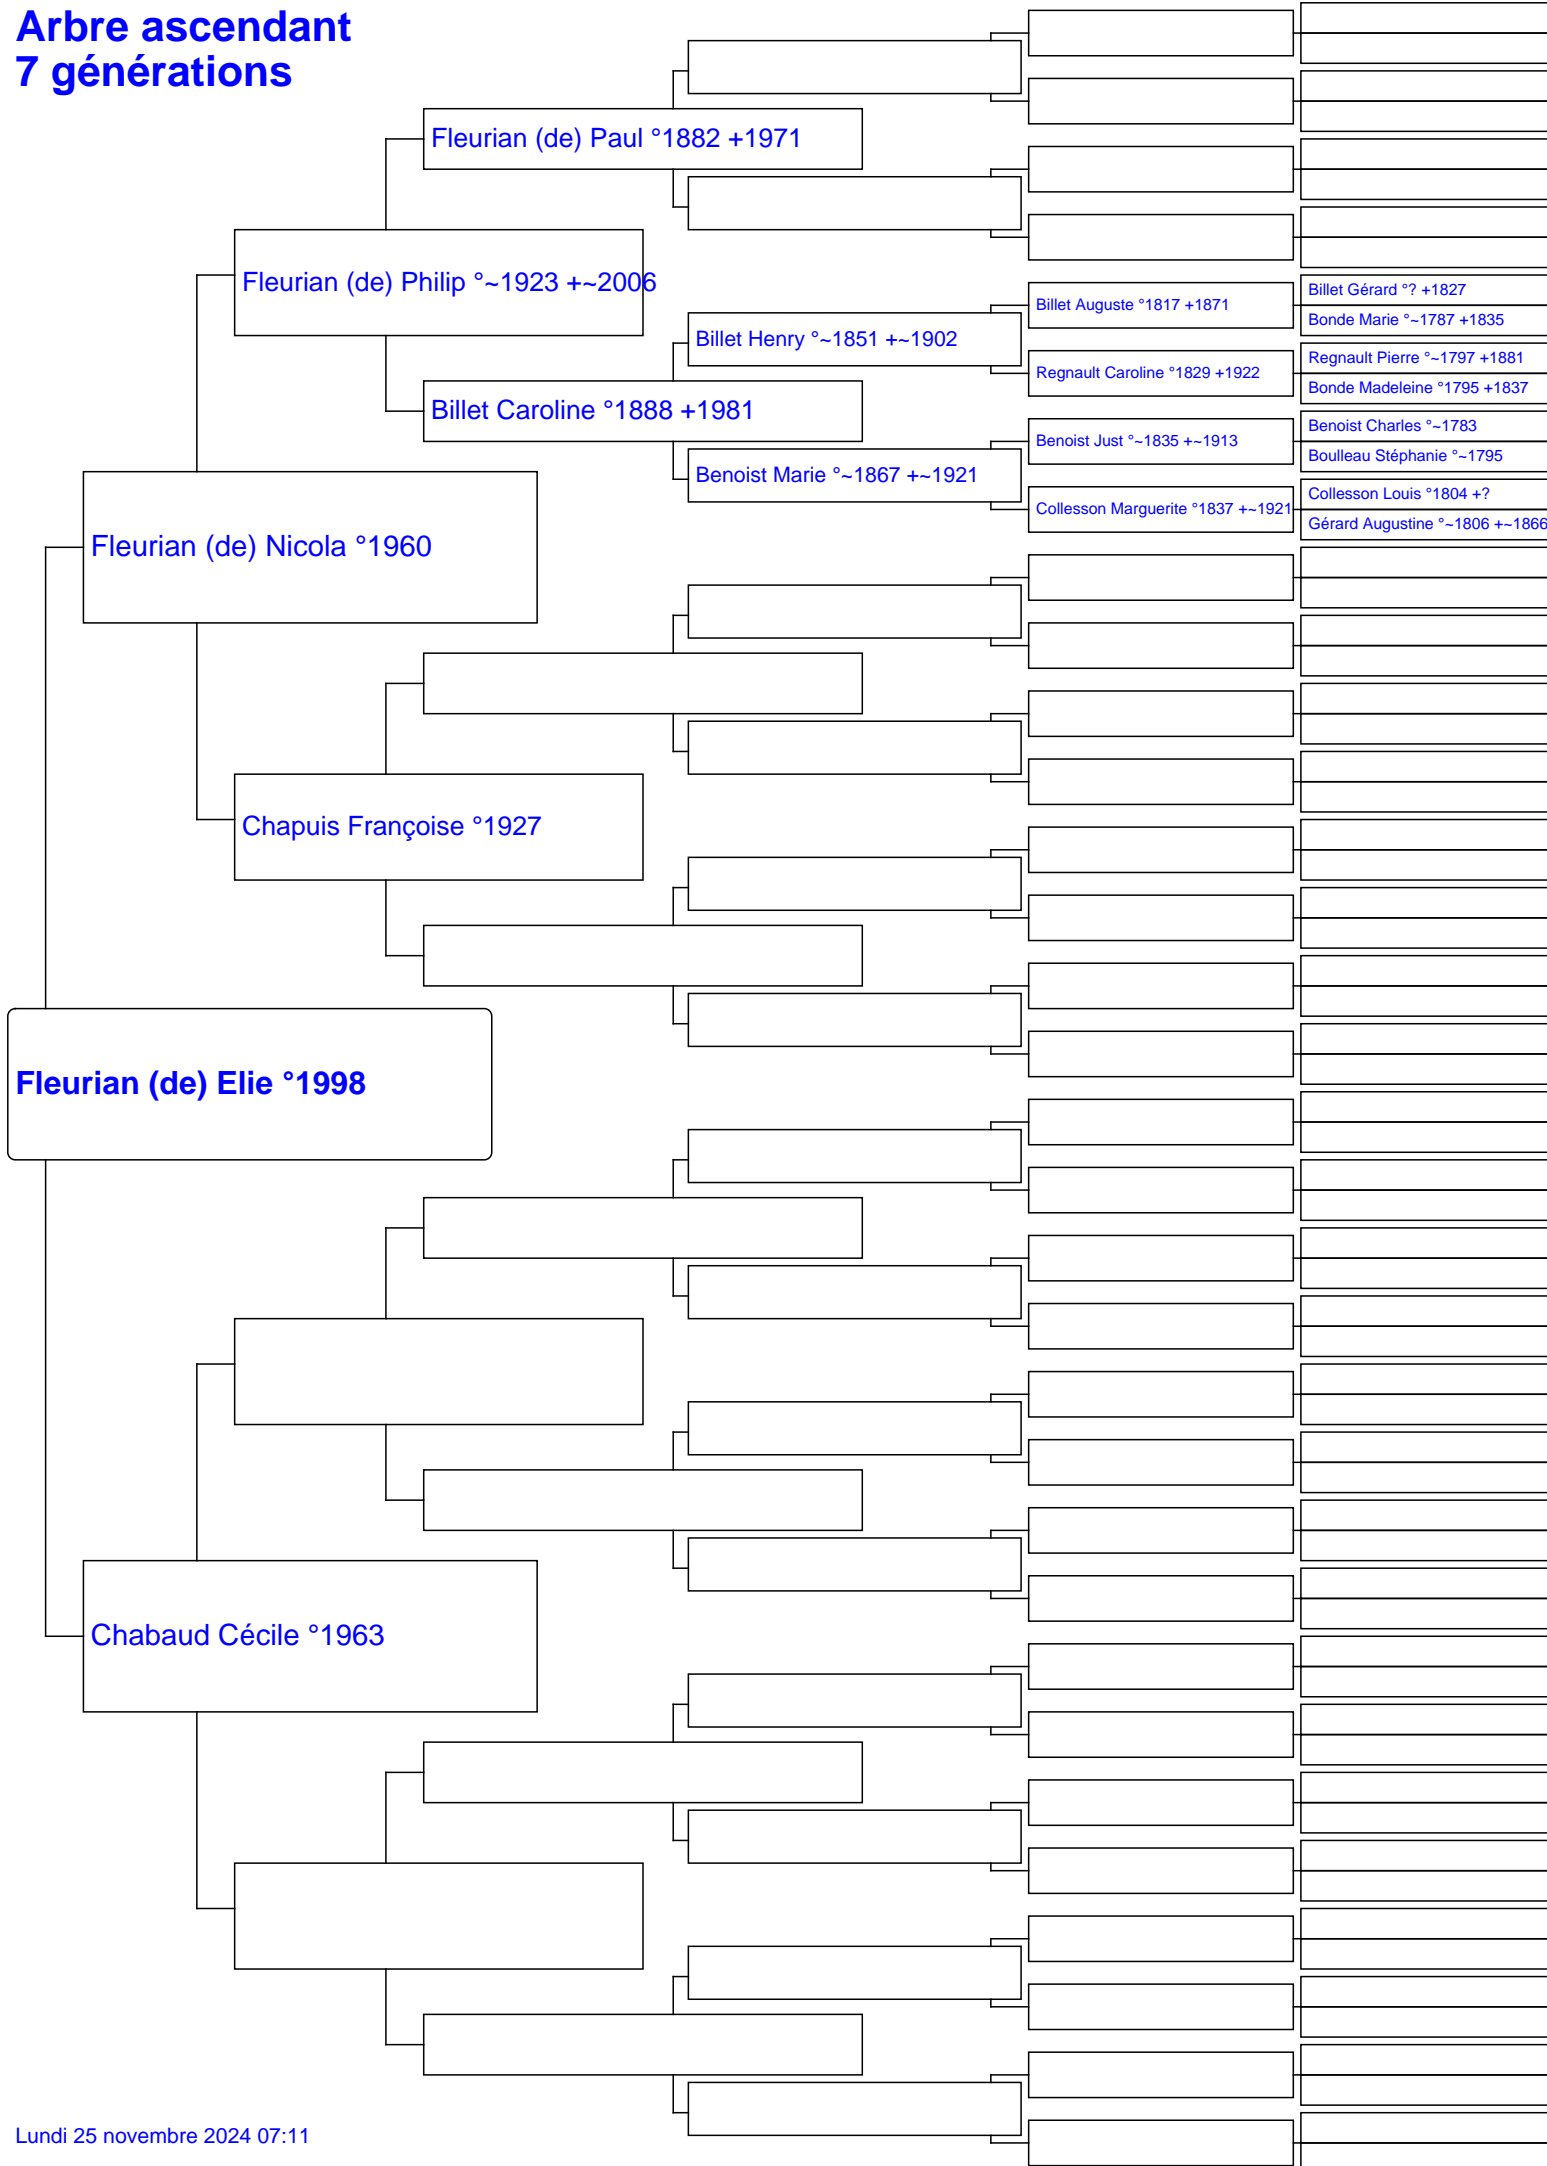 Arbre ascendant
7 générations
Fleurian (de) Paul °1882 +1971
Fleurian (de) Philip °~1923 +~2006
Billet Gérard °? +1827
Billet Auguste °1817 +1871
Bonde Marie °~1787 +1835
Billet Henry °~1851 +~1902
Regnault Pierre °~1797 +1881
Regnault Caroline °1829 +1922
Bonde Madeleine °1795 +1837
Billet Caroline °1888 +1981
Benoist Charles °~1783
Benoist Just °~1835 +~1913
Boulleau Stéphanie °~1795
Benoist Marie °~1867 +~1921
Collesson Louis °1804 +?
Collesson Marguerite °1837 +~1921
Gérard Augustine °~1806 +~1866
Fleurian (de) Nicola °1960
Chapuis Françoise °1927
Fleurian (de) Elie °1998
Chabaud Cécile °1963
Lundi 25 novembre 2024 07:11